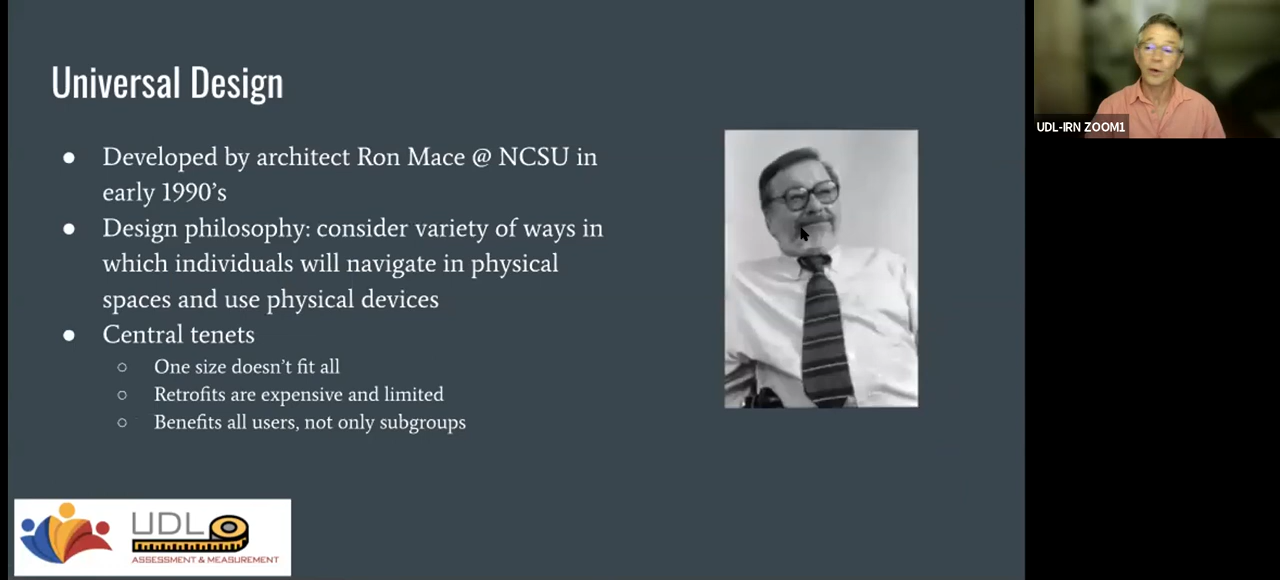 Universal Design
● Developed by architect Ron Mace @ NCSU in
early 1990’s
● Design philosophy: consider variety of ways in
which individuals will navigate in physical
spaces and use physical devices
● Central tenets
○ One size doesn’t fit all
○ Retrofits are expensive and limited
○ Benefits all users, not only subgroups
UDL
ASSESSMENT & MEASUREMENT
UDL-IRN ZOOM1